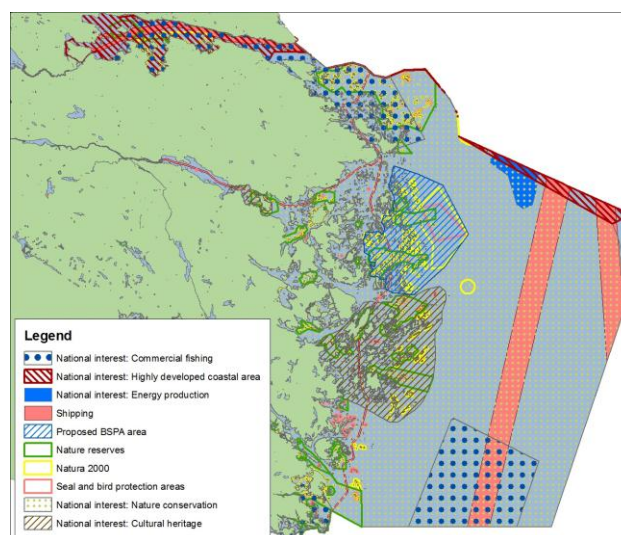 Legend
National interest: Commercial fishing
National interest: Highly developed coastal area
National interest: Energy production
Shipping
Proposed BSPA area
Nature reserves
Natura 2000
Seal and bird protection areas
National interest: Nature conservation
National interest: Cultural heritage